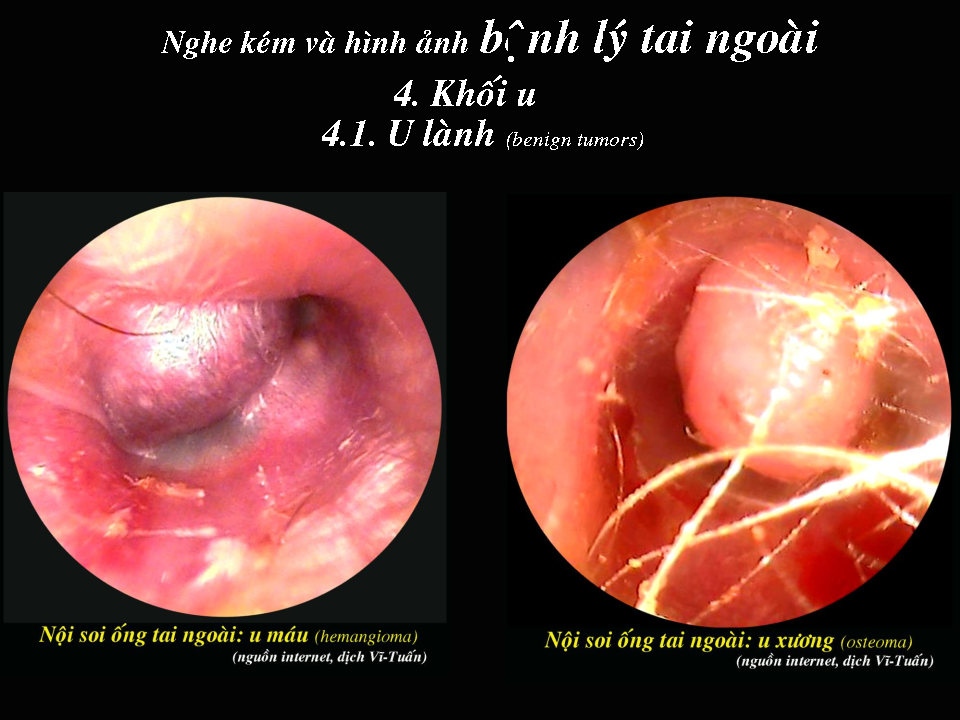 Nghe kém và hình ảnh bệnh lý tai ngoài
4. Khối u
4.1. U lành (benign tumors)
Nội soi ống tai ngoài: u máu (hemangioma)
(nguồn internet, dịch Vĩ-Tuấn)
Nội soi ống tai ngoài: u xương (osteoma)
(nguồn internet, dịch Vĩ-Tuấn)